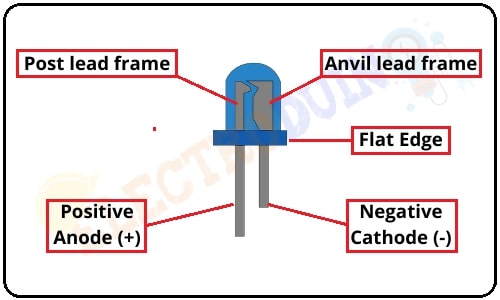 Post lead frame
Anvil lead frame
Flat Edge
Positive
Anode (+)
Negative
Cathode (-)